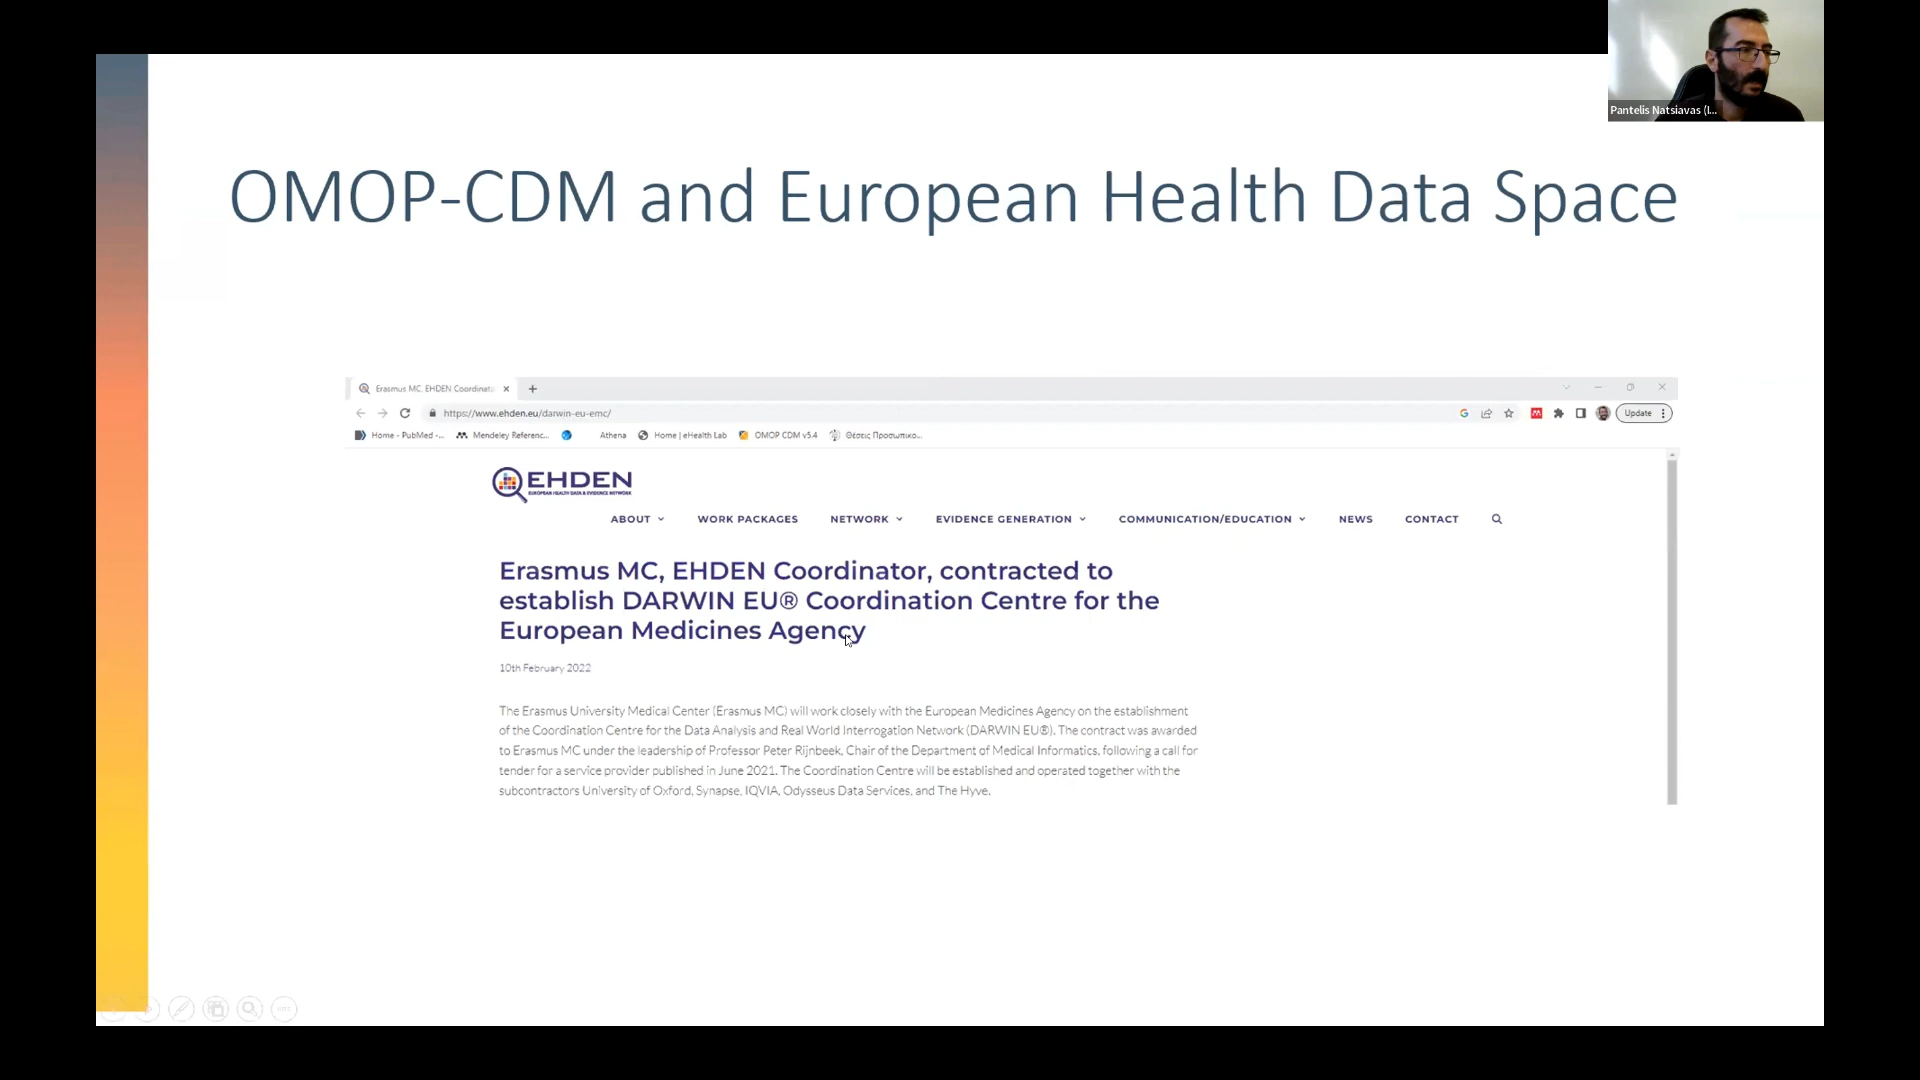 Pantelis Natsiavas (I...
OMOP-CDM and European Health Data Space
Erasmus MC, EHDEN Coordinat
https://www.ehden.eu/darwin-eu-emc/
Update
Home - PubMed -...
Mendeley Referenc...
Athena
Home | eHealth Lab
OMOP CDM v5.4
Θέσεις Προσωπικο...
EHDEN
EUROPEAN HEALTH DATA & EVIDENCE NETWORK
ABOUT
WORK PACKAGES
NETWORK
EVIDENCE GENERATION
COMMUNICATION/EDUCATION
NEWS
CONTACT
Erasmus MC, EHDEN Coordinator, contracted to
establish DARWIN EU® Coordination Centre for the
European Medicines Agency
10th February 2022
The Erasmus University Medical Center (Erasmus MC) will work closely with the European Medicines Agency on the establishment
of the Coordination Centre for the Data Analysis and Real World Interrogation Network (DARWIN EU®). The contract was awarded
to Erasmus MC under the leadership of Professor Peter Rijnbeek, Chair of the Department of Medical Informatics, following a call for
tender for a service provider published in June 2021. The Coordination Centre will be established and operated together with the
subcontractors University of Oxford, Synapse, IQVIA, Odysseus Data Services, and The Hyve.